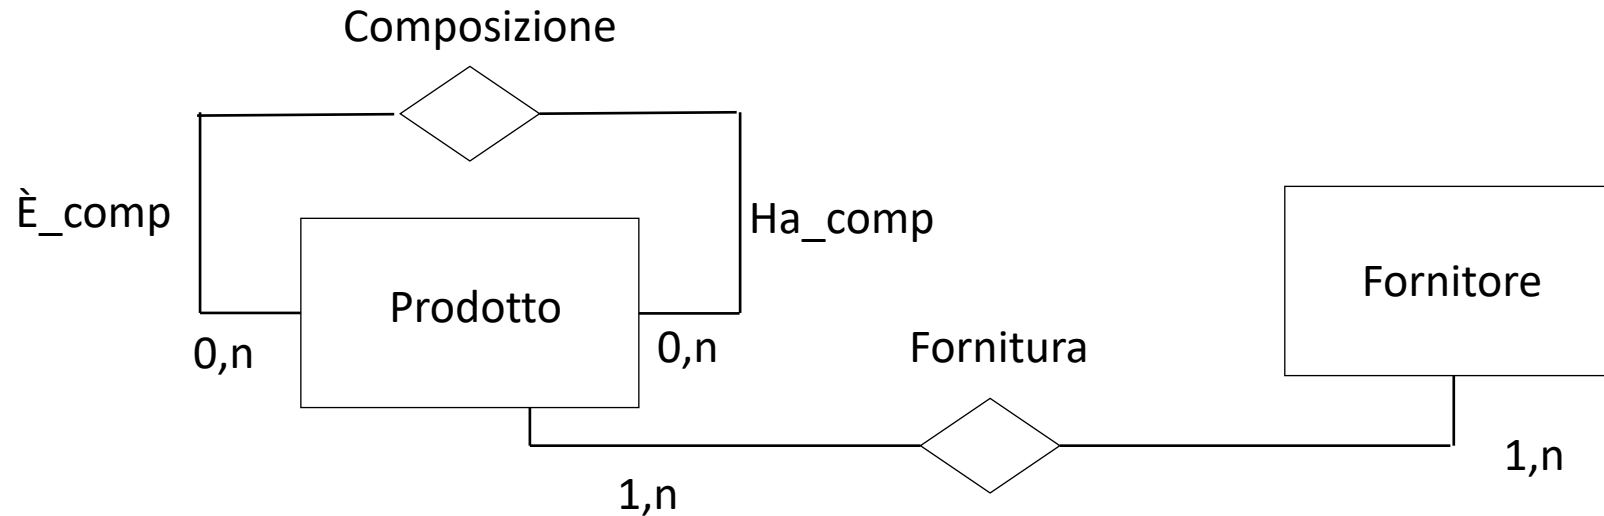 Composizione
È_comp
Ha_comp
Prodotto
Fornitore
0,n
0,n
Fornitura
1,n
1,n